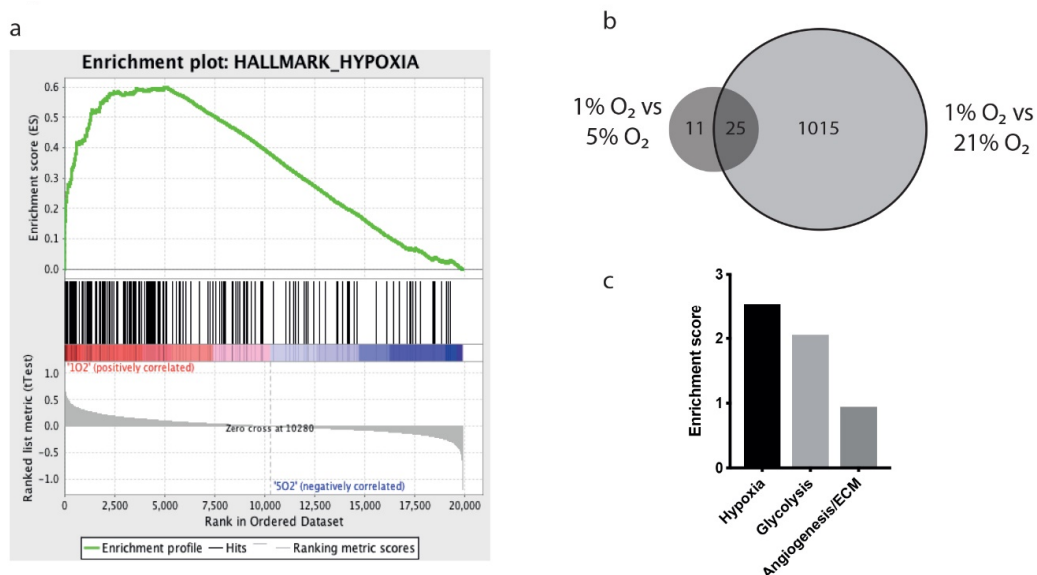 a
Enrichment plot: HALLMARK_HYPOXIA
Enrichment score (ES)
0.6
0.5
0.4
0.3
0.2
0.1
0.0
'1O2' (positively correlated)
Ranked list metric (tTest)
1.0
0.5
0.0
-0.5
-1.0
Zero cross at 10280
'5O2' (negatively correlated)
0
2,500
5,000
7,500
10,000
12,500
15,000
17,500
20,000
Rank in Ordered Dataset
Enrichment profile
Hits
Ranking metric scores
b
1% O₂ vs
5% O₂
11
25
1015
1% O₂ vs
21% O₂
c
Enrichment score
3
2
1
0
Hypoxia
Glycolysis
Angiogenesis/ECM